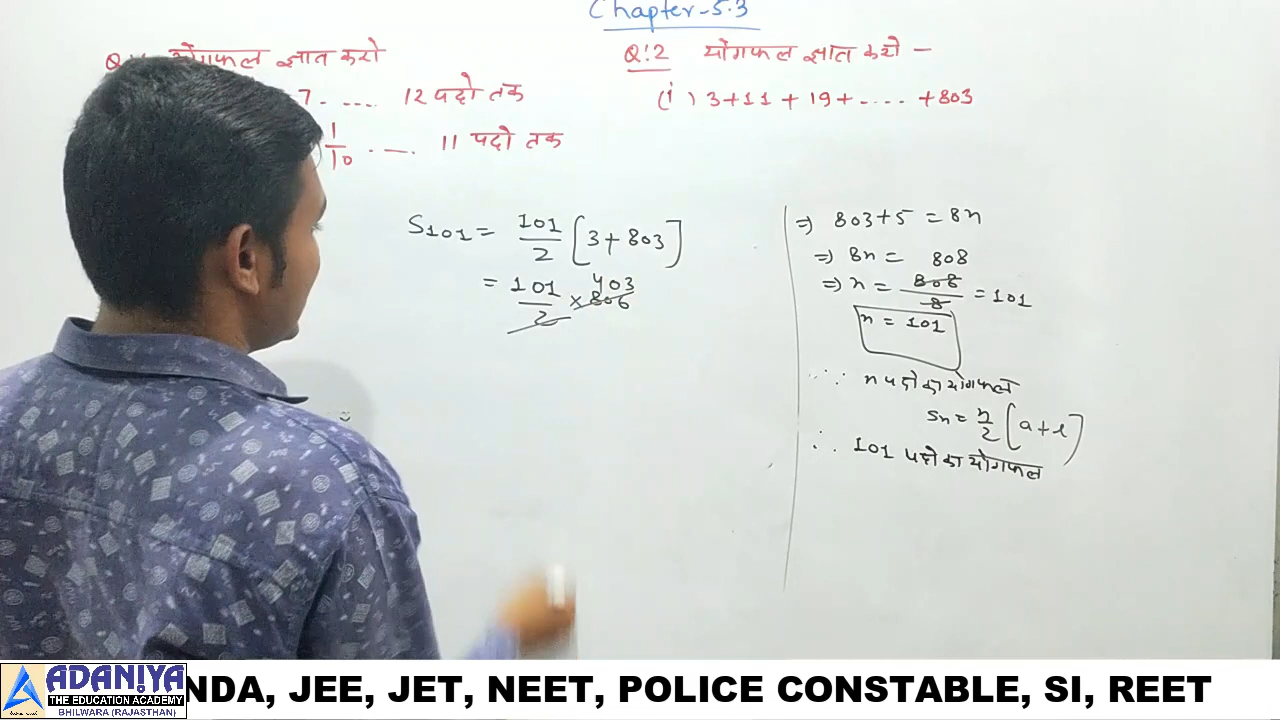 Chapter-5.3
योगफल ज्ञात करो
7 ..... 12 पदो तक
1/10 ..... 11 पदो तक
Q.2 योगफल ज्ञात करो -
(i) 3+11+19+.....+803
S101 = 101/2 [3+803]
= 101/2 × 806 403
⇒ 803+5 = 8n
⇒ 8n = 808
⇒ n = 808/8 = 101
n = 101
∵ n पदो का योगफल
Sn = n/2 [a+l]
∴ 101 पदो का योगफल
ADANIYA
THE EDUCATION ACADEMY
BHILWARA (RAJASTHAN)
NDA, JEE, JET, NEET, POLICE CONSTABLE, SI, REET